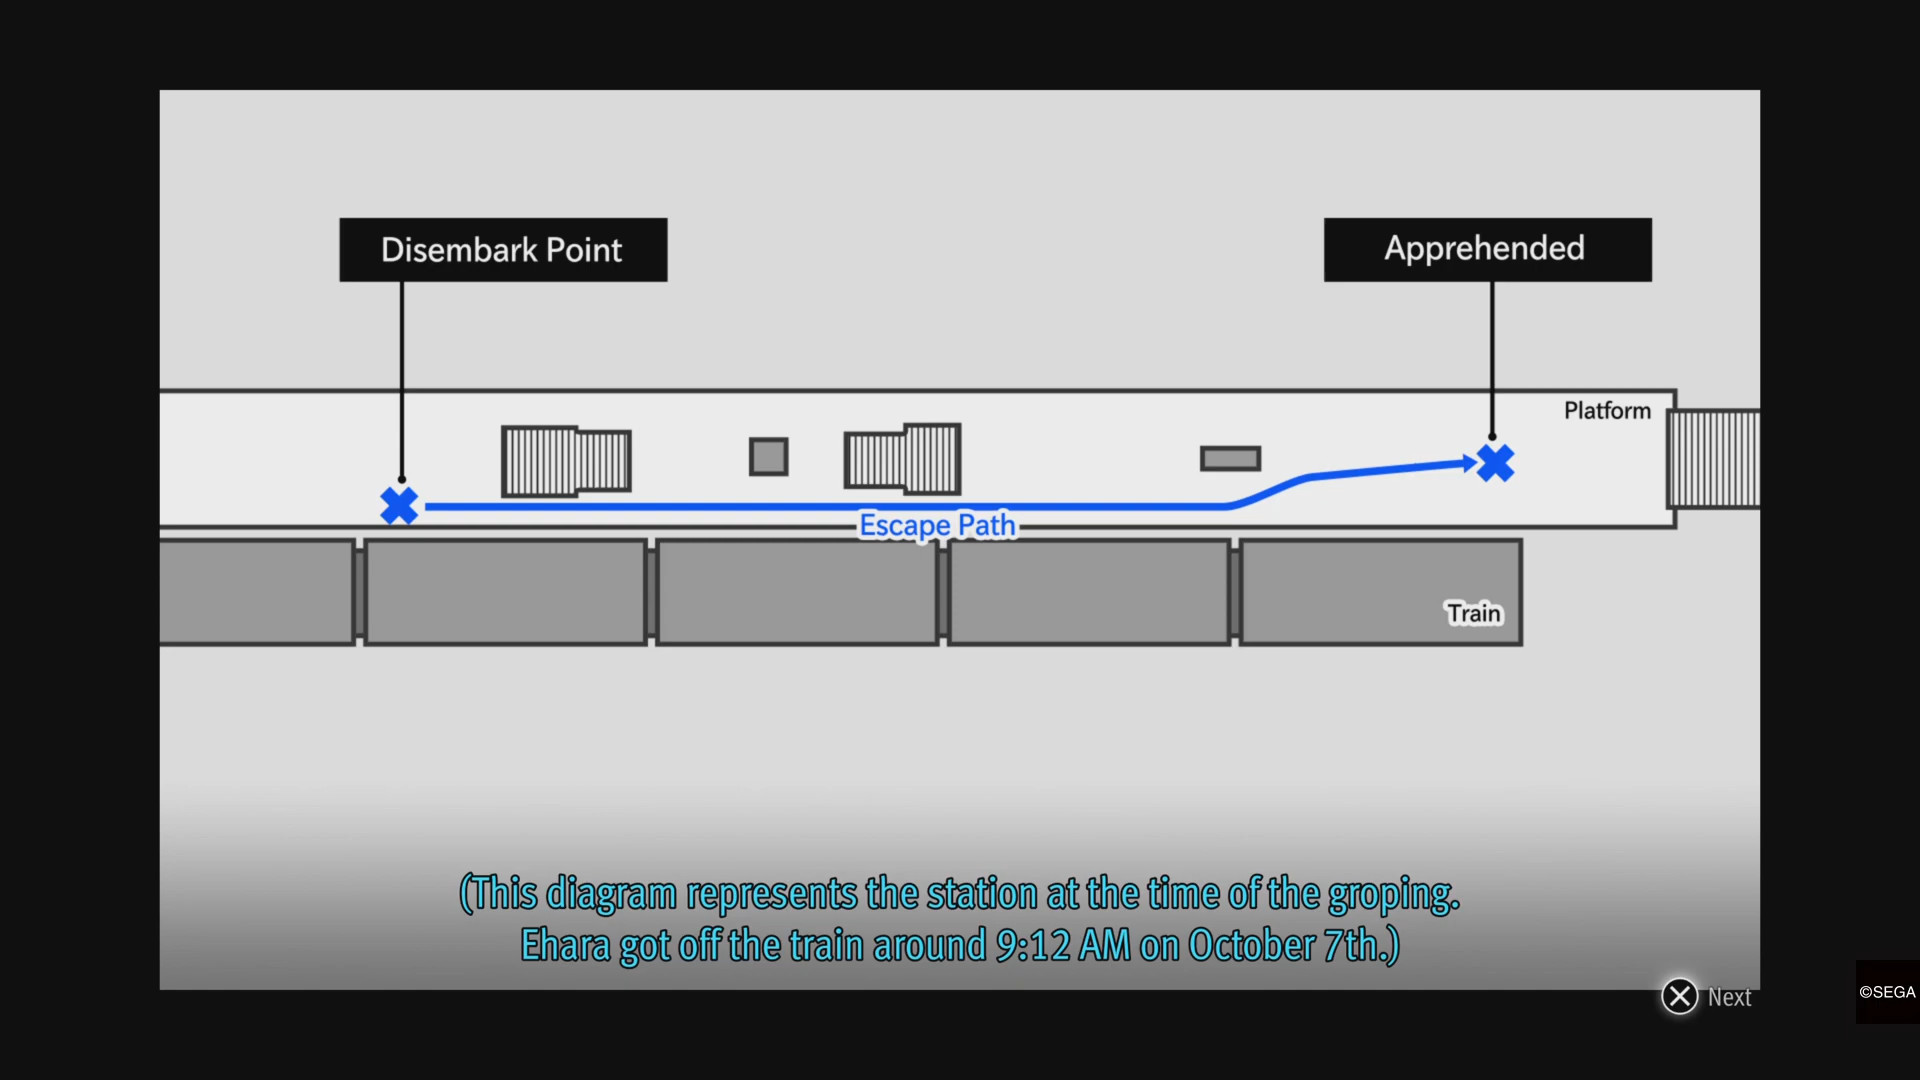 Disembark Point
Apprehended
Platform
Escape Path
Train
(This diagram represents the station at the time of the groping.
Ehara got off the train around 9:12 AM on October 7th.)
Next
©SEGA